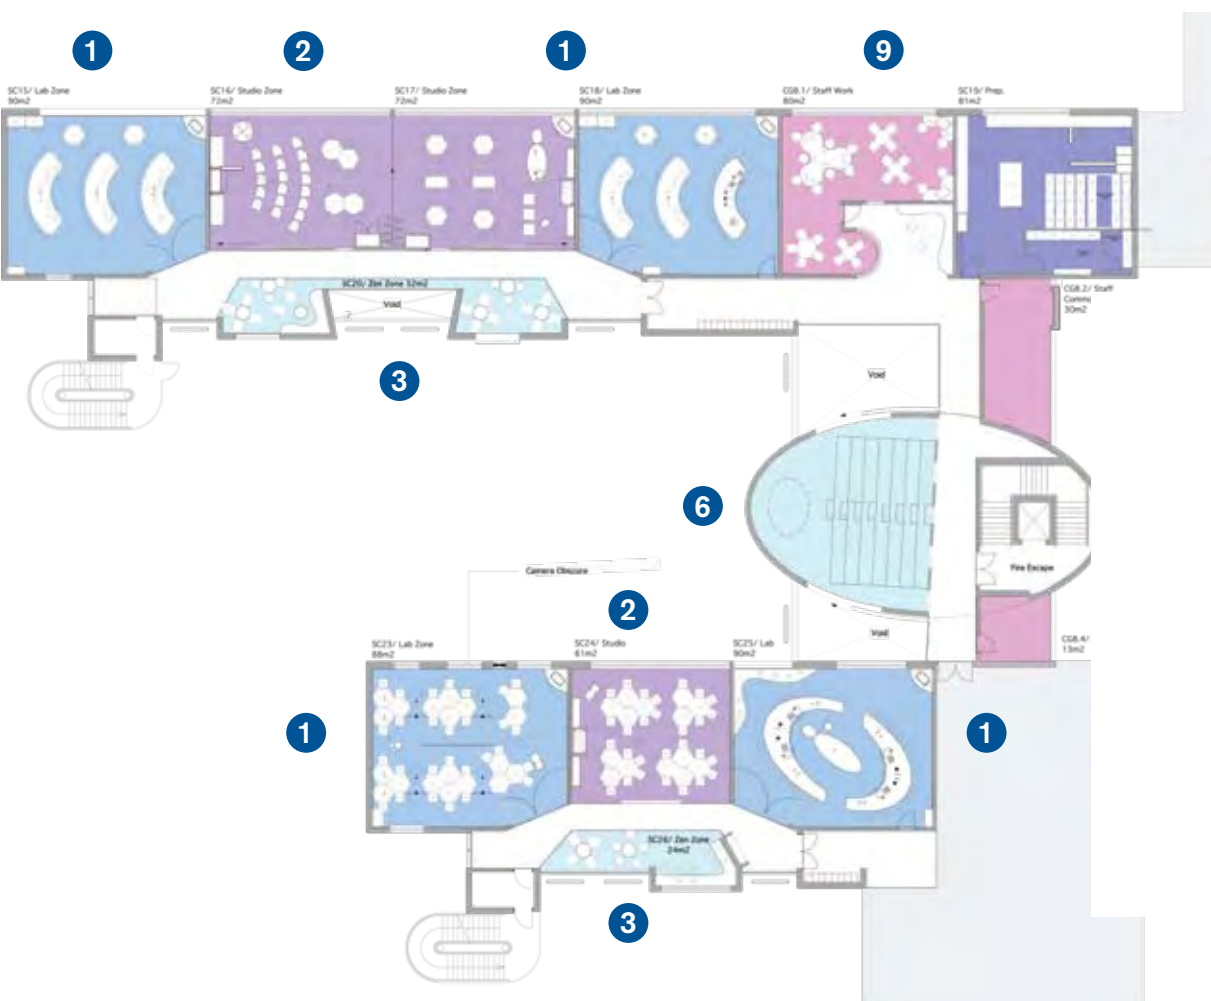 1
2
1
9
SC15/ Lab Zone
90m2
SC16/ Studio Zone
72m2
SC17/ Studio Zone
72m2
SC18/ Lab Zone
90m2
CG8.1/ Staff Work
80m2
SC19/ Prep.
81m2
SC20/ Zen Zone 52m2
Void
CG8.2/ Staff
Comms
30m2
3
Void
6
Camera Obscura
Fire Escape
2
Void
SC23/ Lab Zone
88m2
SC24/ Studio
61m2
SC25/ Lab
90m2
CG8.4/
13m2
1
1
SC26/ Zen Zone
24m2
3